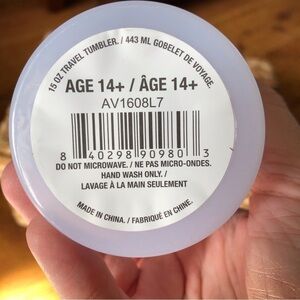 15 OZ TRAVEL TUMBLER. / 443 ML GOBELET DE VOYAGE.
AGE 14+ / ÂGE 14+
AV1608L7
8 40298 90980 3
DO NOT MICROWAVE. / NE PAS MICRO-ONDES.
HAND WASH ONLY. /
LAVAGE À LA MAIN SEULEMENT
MADE IN CHINA. / FABRIQUÉ EN CHINE.